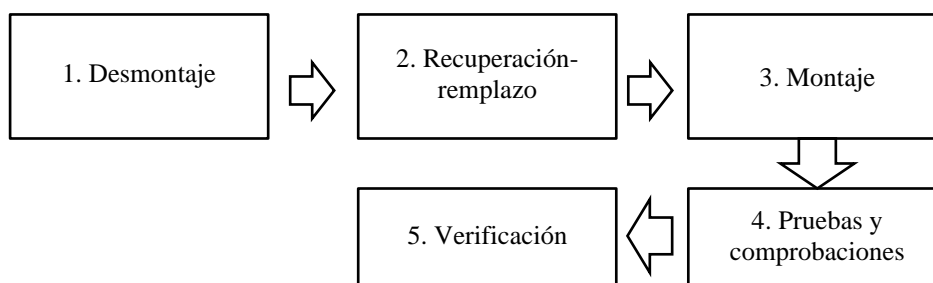 1. Desmontaje
2. Recuperación-
remplazo
3. Montaje
4. Pruebas y
comprobaciones
5. Verificación